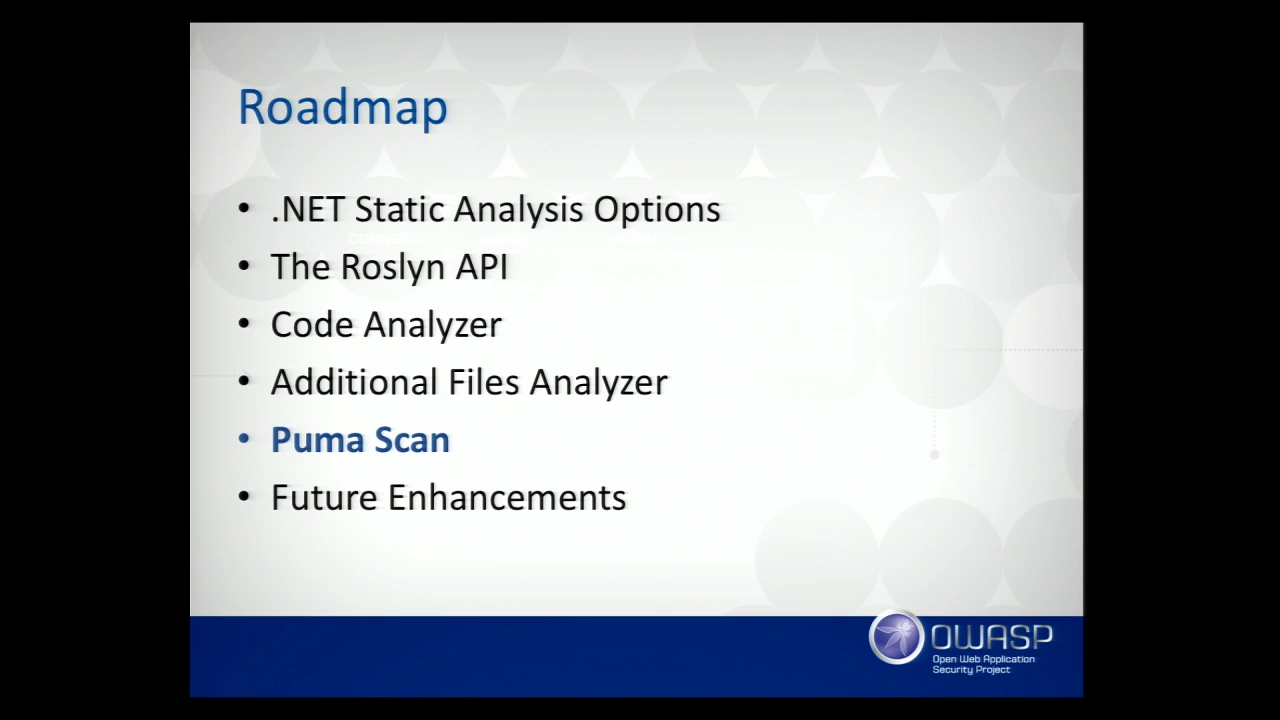 Roadmap
• .NET Static Analysis Options
• The Roslyn API
• Code Analyzer
• Additional Files Analyzer
• Puma Scan
• Future Enhancements
OWASP
Open Web Application
Security Project